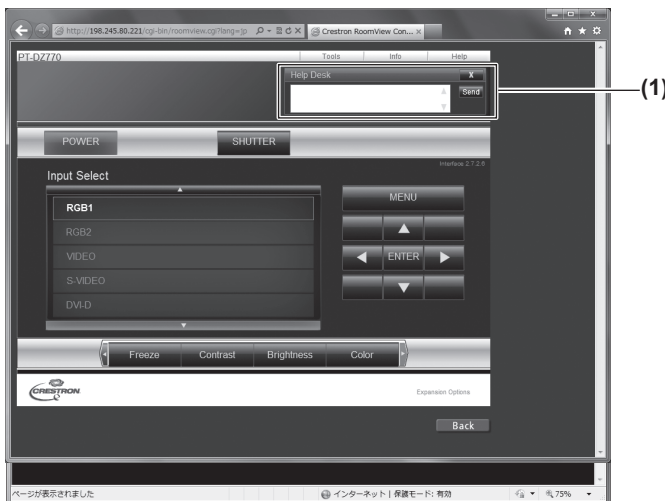 http://198.245.80.221/cgi-bin/roomview.cgi?lang=jp
Crestron RoomView Con...
PT-DZ770
Tools Info Help
Help Desk X
Send
(1)
POWER SHUTTER
Interface 2.7.2.6
Input Select
RGB1
RGB2
VIDEO
S-VIDEO
DVI-D
MENU
ENTER
Freeze Contrast Brightness Color
CRESTRON
Expansion Options
Back
ページが表示されました インターネット | 保護モード: 有効 75%